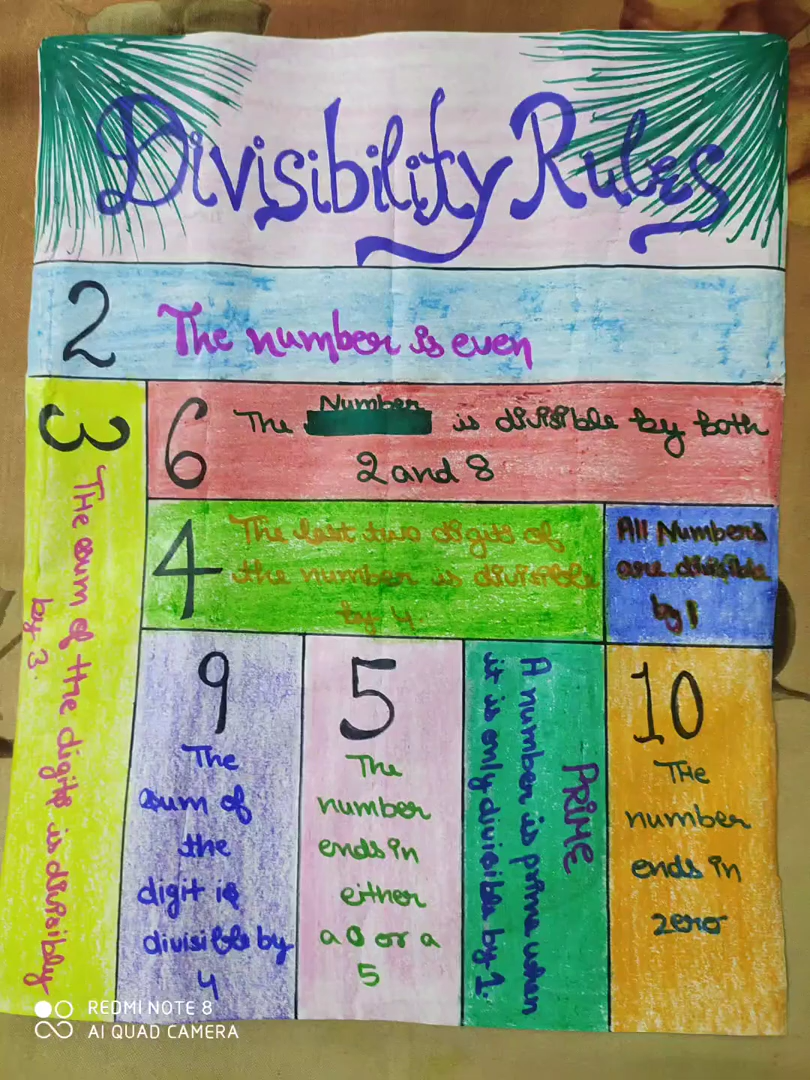 Divisibility Rules
2 The number is even
3
THe sum of the digits is divisibly
by 3.
6 The Number is divisible by both
2 and 8
4 The last two digits of
the number is divisible
by 4.
All Numbers
are divisible
by 1
9
The
sum of
the
digit is
divisible by
4
5
The
number
ends in
either
a 0 or a
5
PRiME
A number is prime when
it is only divisible by 1.
10
THe
number
ends in
zero
REDMI NOTE 8
AI QUAD CAMERA